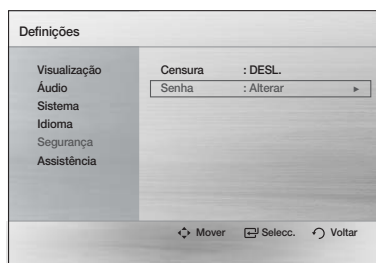 Definições
Visualização
Áudio
Sistema
Idioma
Segurança
Assistência
Censura : DESL.
Senha : Alterar ►
Mover Selecc. Voltar